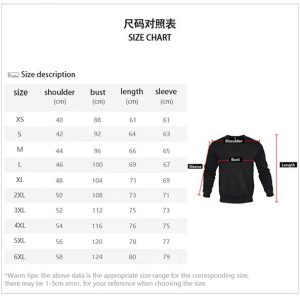 尺码对照表
SIZE CHART
Size description
size shoulder (cm) bust (cm) length (cm) sleeve (cm)
XS 40 88 61 61
S 42 92 64 63
M 44 96 66 65
L 46 100 69 67
XL 48 104 71 69
2XL 50 108 73 71
3XL 52 112 75 73
4XL 54 116 76 75
5XL 56 120 78 77
6XL 58 124 80 79
Shoulder
Bust
Sleeve
Length
Warm tips: the above data is the appropriate size range for the corresponding size,
there may be 1-3cm error, for reference only when choosing the size.